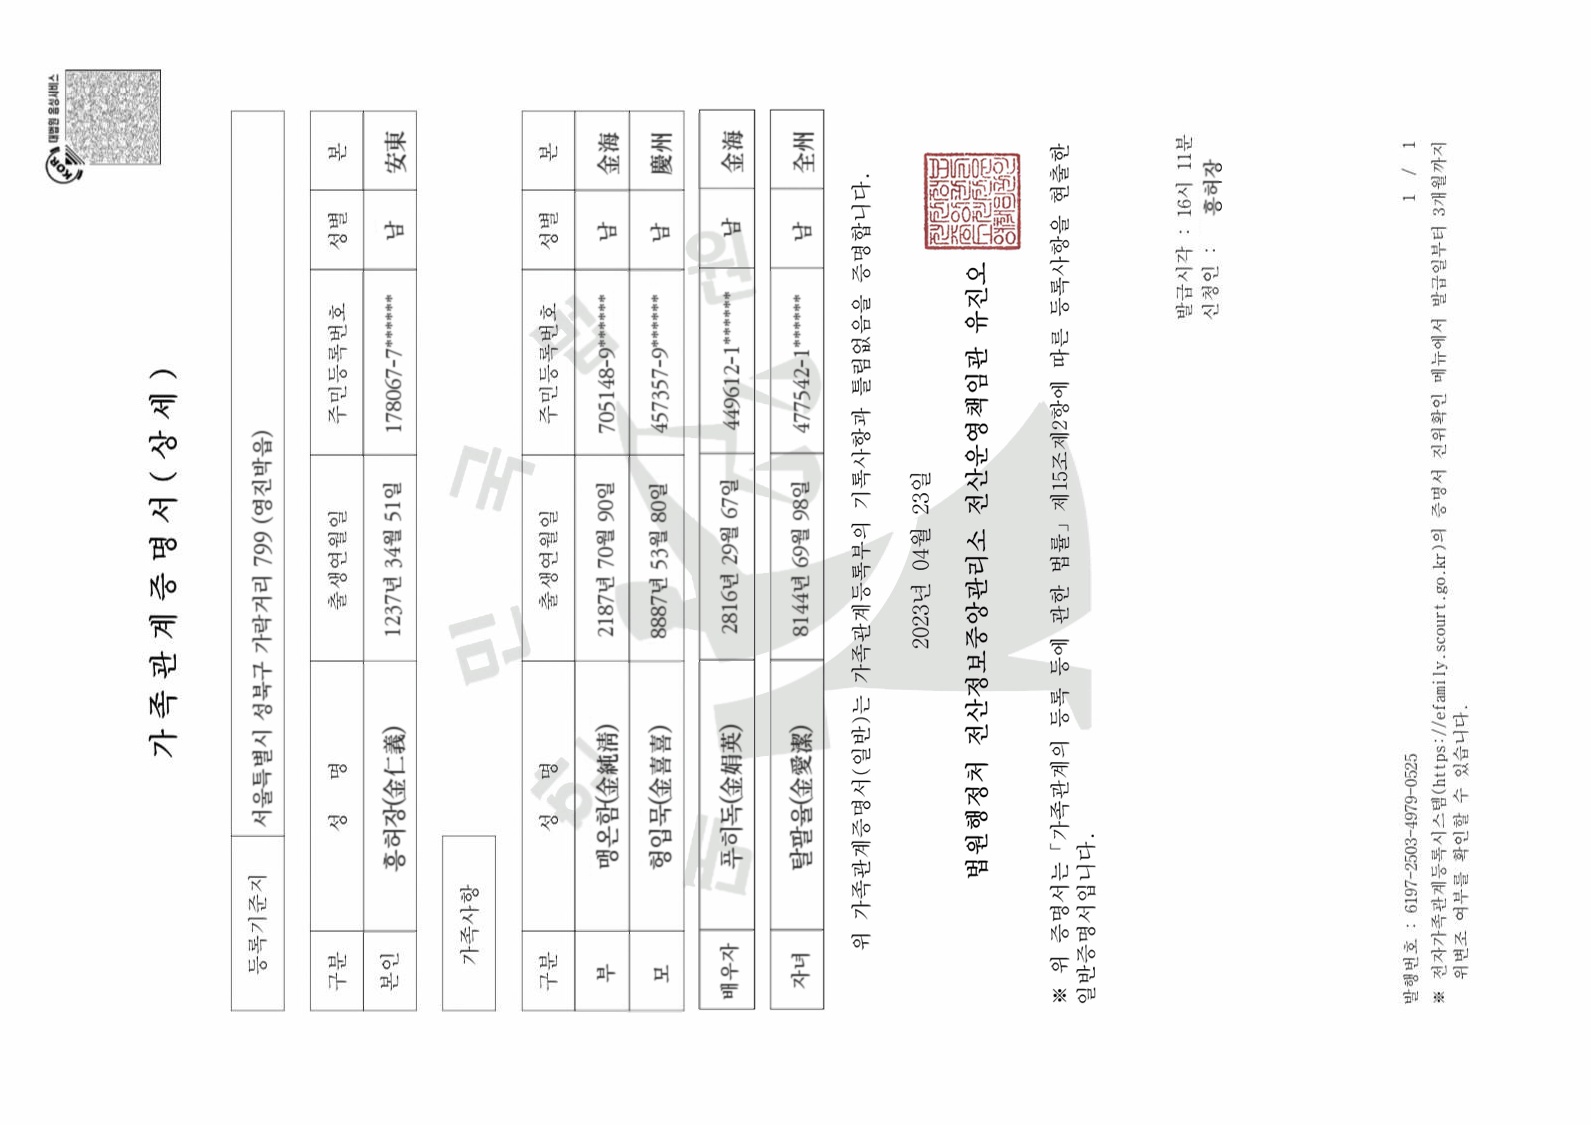 대법원 음성서비스
KOR
가족관계증명서(상세)
등록기준지 서울특별시 성북구 가락거리 799 (영진박읍)
구분 성 명 출생연월일 주민등록번호 성별 본
본인 흥허장(金仁義) 1237년 34월 51일 178067-7****** 남 安東
가족사항
구분 성 명 출생연월일 주민등록번호 성별 본
부 맹온함(金純淸) 2187년 70월 90일 705148-9****** 남 金海
모 헝임묵(金喜喜) 8887년 53월 80일 457357-9****** 남 慶州
배우자 푸히독(金娟英) 2816년 29월 67일 449612-1****** 남 金海
자녀 탈팔율(金愛潔) 8144년 69월 98일 477542-1****** 남 全州
위 가족관계증명서(일반)는 가족관계등록부의 기록사항과 틀림없음을 증명합니다.
2023년 04월 23일
법원행정처 전산정보중앙관리소 전산운영책임관 유진오
※ 위 증명서는「가족관계의 등록 등에 관한 법률」제15조제2항에 따른 등록사항을 현출한
일반증명서입니다.
발급시각 : 16시 11분
신청인 : 흥허장
발행번호 : 6197-2503-4979-0525 1 / 1
※ 전자가족관계등록시스템(https://efamily.scourt.go.kr)의 증명서 진위확인 메뉴에서 발급일부터 3개월까지
위변조 여부를 확인할 수 있습니다.